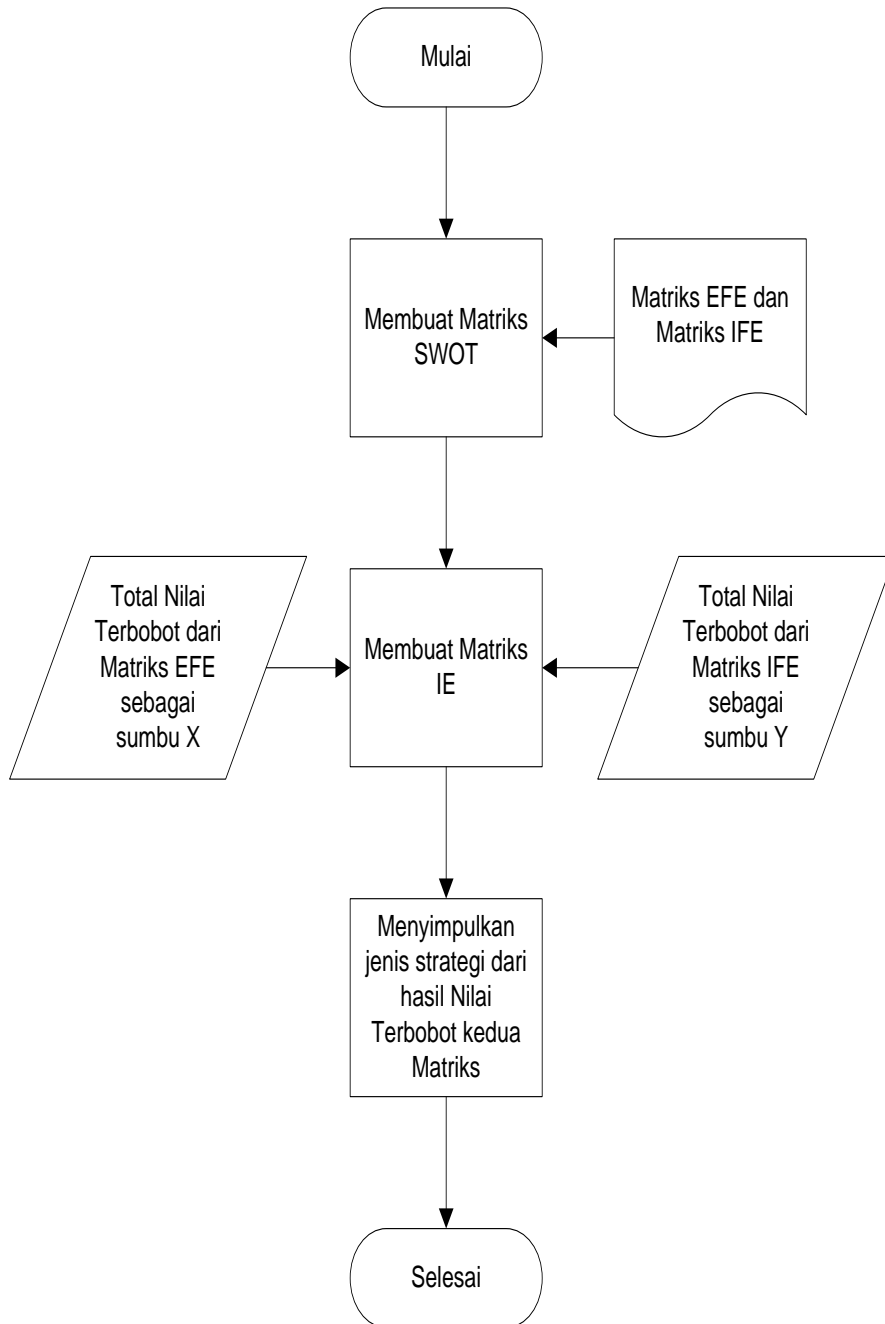 Mulai
Membuat Matriks
SWOT
Matriks EFE dan
Matriks IFE
Total Nilai
Terbobot dari
Matriks EFE
sebagai
sumbu X
Membuat Matriks
IE
Total Nilai
Terbobot dari
Matriks IFE
sebagai
sumbu Y
Menyimpulkan
jenis strategi dari
hasil Nilai
Terbobot kedua
Matriks
Selesai